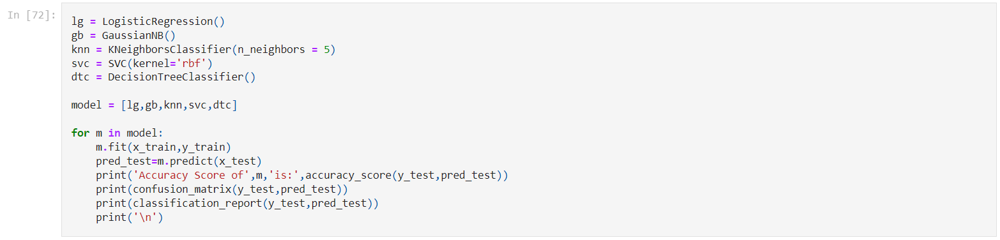 In [72]:
lg = LogisticRegression()
gb = GaussianNB()
knn = KNeighborsClassifier(n_neighbors = 5)
svc = SVC(kernel='rbf')
dtc = DecisionTreeClassifier()

model = [lg,gb,knn,svc,dtc]

for m in model:
    m.fit(x_train,y_train)
    pred_test=m.predict(x_test)
    print('Accuracy Score of',m,'is:',accuracy_score(y_test,pred_test))
    print(confusion_matrix(y_test,pred_test))
    print(classification_report(y_test,pred_test))
    print('\n')